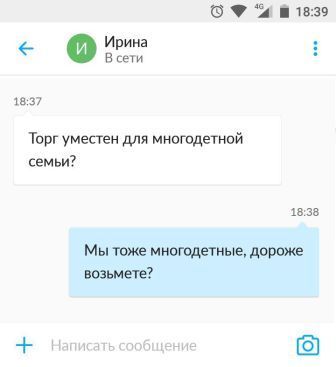 4G 18:39
И Ирина
В сети
18:37
Торг уместен для многодетной
семьи?
18:38
Мы тоже многодетные, дороже
возьмете?
Написать сообщение